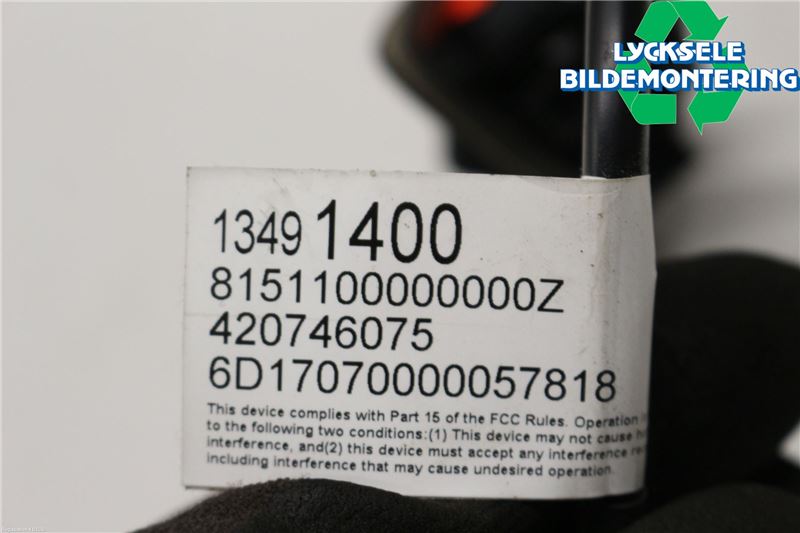 LYCKSELE
BILDEMONTERING
1349 1400
8151100000000Z
420746075
6D17070000057818
This device complies with Part 15 of the FCC Rules. Operation
to the following two conditions:(1) This device may not cause
interference, and(2) this device must accept any interference
including interference that may cause undesired operation.